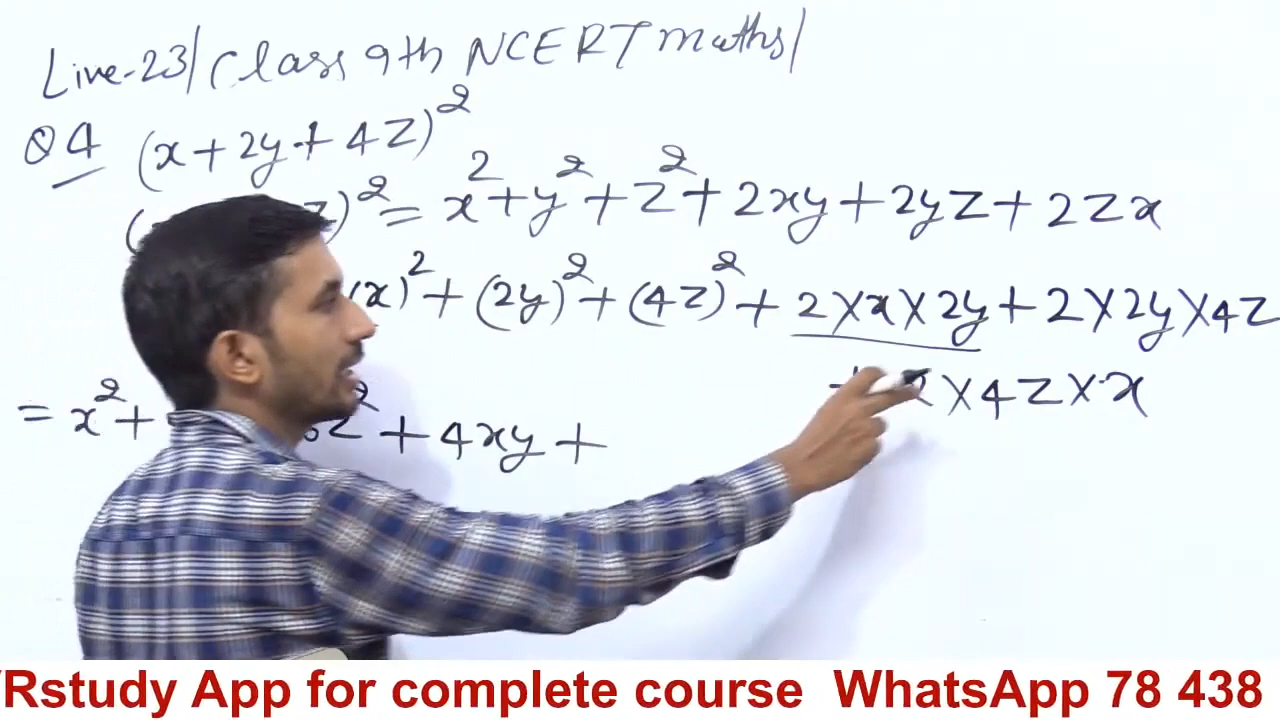 Live-23/Class 9th NCERT maths/
Q4 (x+2y+4z)²
( z)² = x²+y²+z²+2xy+2yz+2zx
(x)²+(2y)²+(4z)²+2×x×2y+2×2y×4z
+2×4z×x
= x²+ z²+4xy+
Rstudy App for complete course WhatsApp 78 438